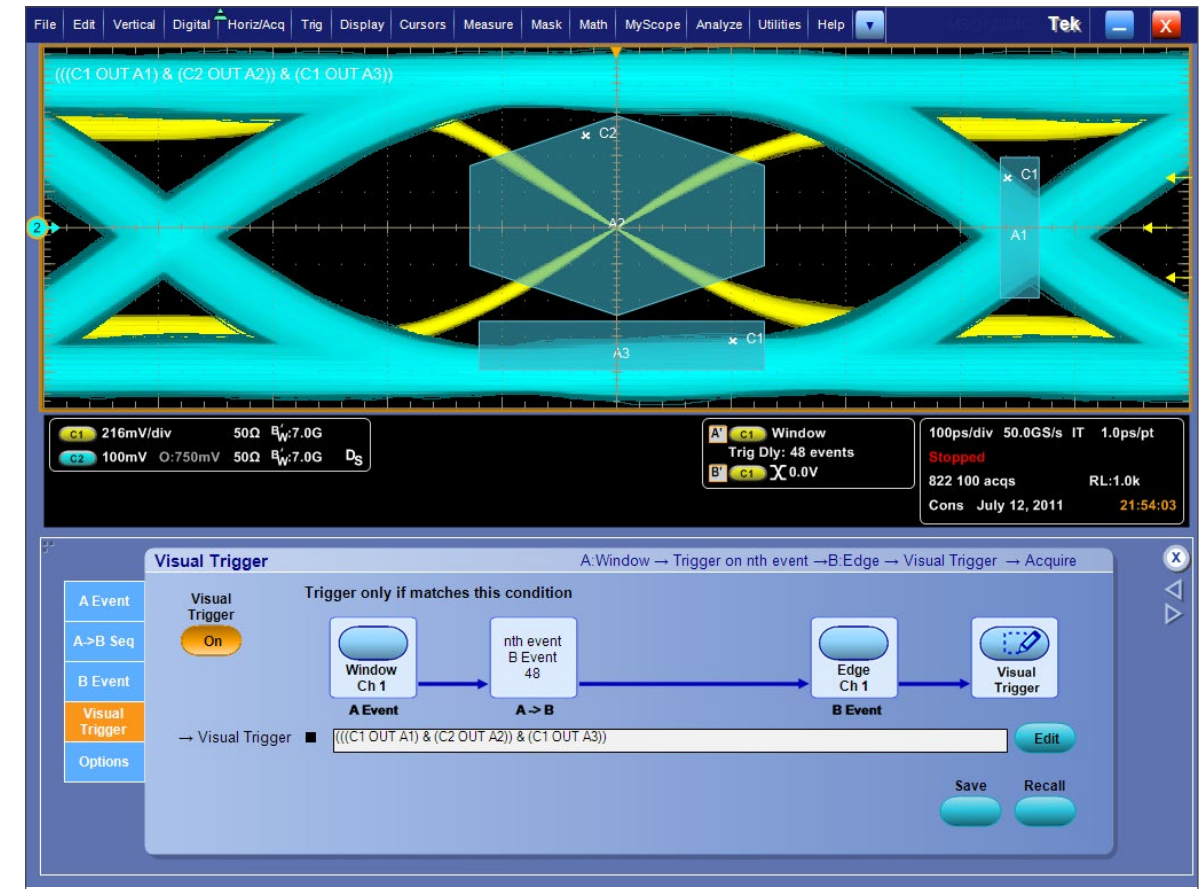 File Edit Vertical Digital Horiz/Acq Trig Display Cursors Measure Mask Math MyScope Analyze Utilities Help Tek X
(((C1 OUT A1) & (C2 OUT A2)) & (C1 OUT A3))
C2
C1
A2
2
A1
C1
A3
C1 216mV/div 50Ω B'W:7.0G
C2 100mV O:750mV 50Ω B'W:7.0G DS
A' C1 Window
Trig Dly: 48 events
B' C1 0.0V
100ps/div 50.0GS/s IT 1.0ps/pt
Stopped
822 100 acqs RL:1.0k
Cons July 12, 2011 21:54:03
Visual Trigger A:Window → Trigger on nth event →B:Edge → Visual Trigger → Acquire X
A Event
A->B Seq
B Event
Visual
Trigger
Options
Visual
Trigger
On
Trigger only if matches this condition
Window
Ch 1
A Event
nth event
B Event
48
A -> B
Edge
Ch 1
B Event
Visual
Trigger
→ Visual Trigger (((C1 OUT A1) & (C2 OUT A2)) & (C1 OUT A3)) Edit
Save Recall